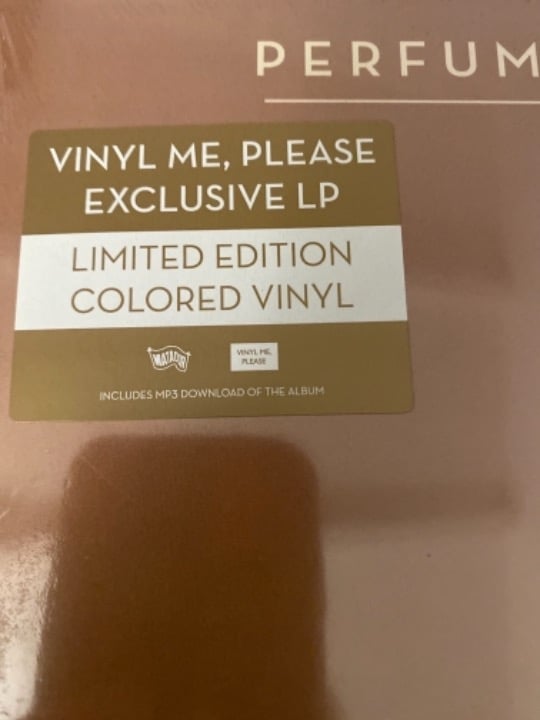 PERFUM
VINYL ME, PLEASE
EXCLUSIVE LP
LIMITED EDITION
COLORED VINYL
MATADOR
VINYL ME,
PLEASE
INCLUDES MP3 DOWNLOAD OF THE ALBUM